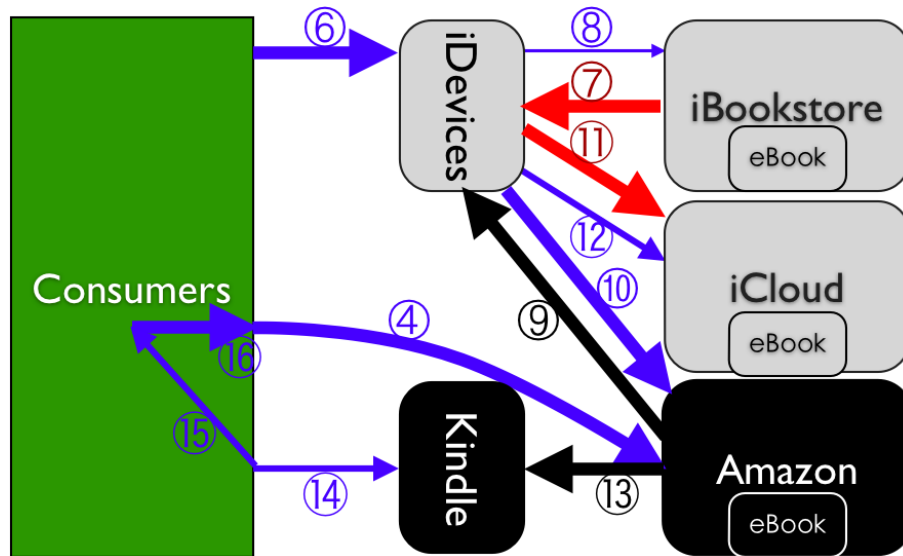 ⑥
iDevices
⑧
⑦
iBookstore
eBook
⑪
⑫
iCloud
eBook
Consumers
④
⑨
⑩
⑯
⑮
⑭
Kindle
⑬
Amazon
eBook